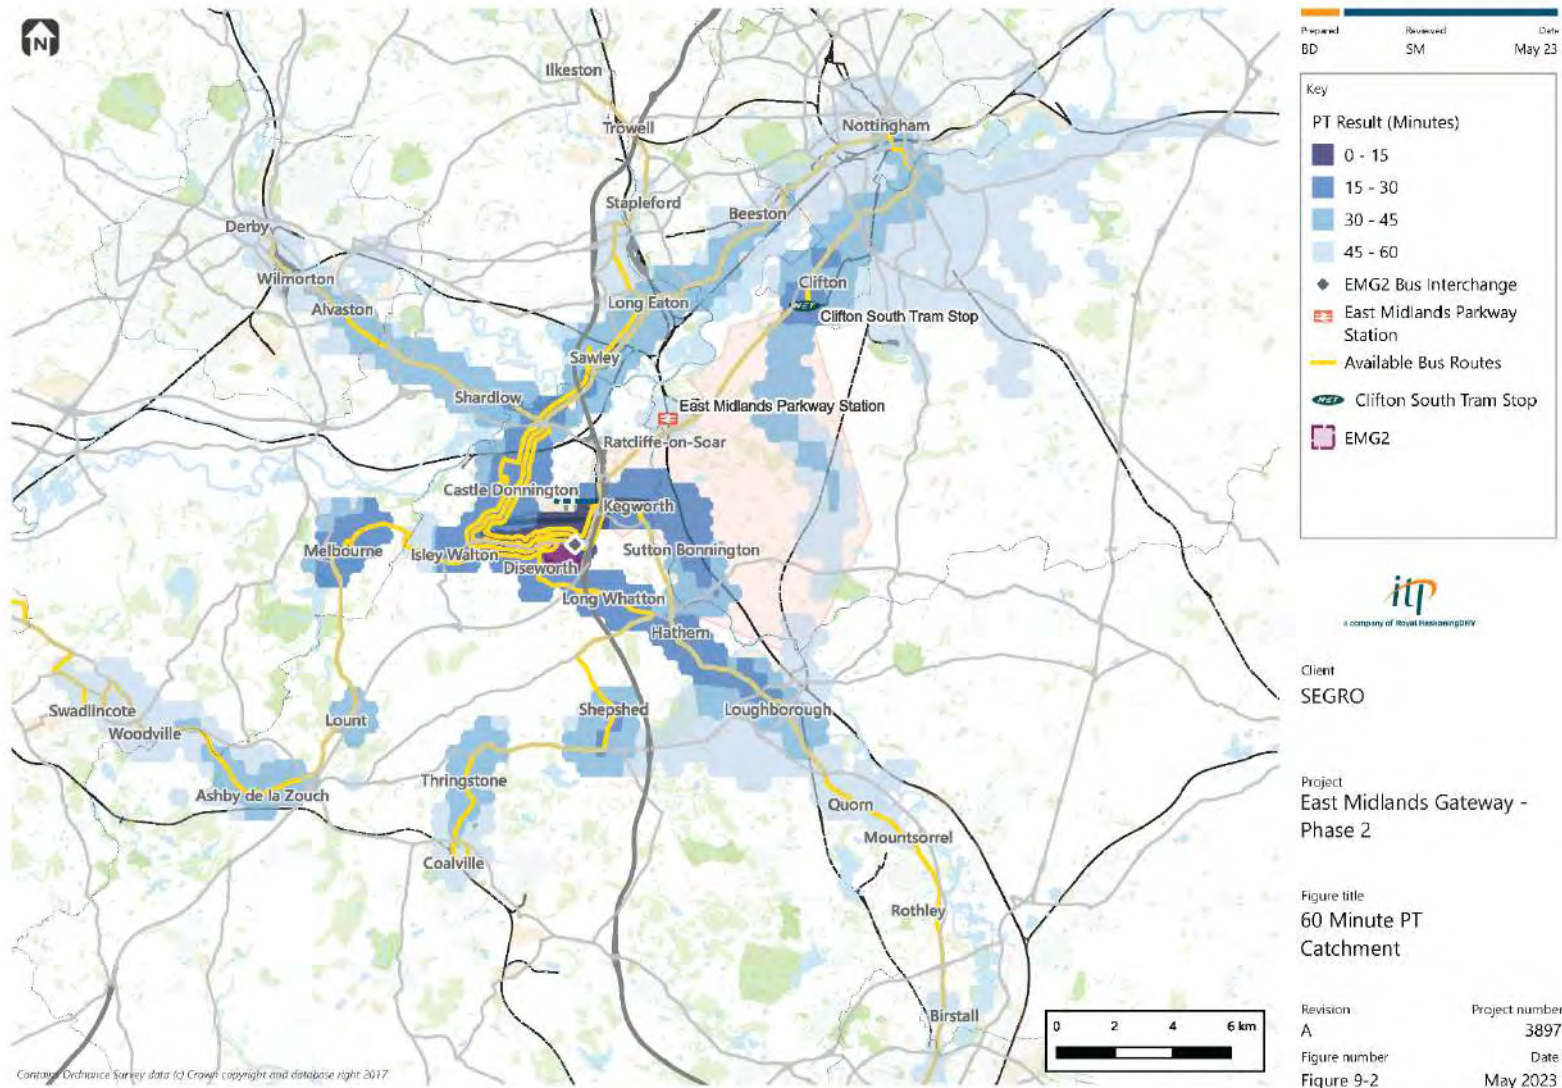 N
Ilkeston
Trowell
Nottingham
Stapleford
Beeston
Derby
Wilmorton
Alvaston
Clifton
Long Eaton
NET
Clifton South Tram Stop
Sawley
Shardlow
East Midlands Parkway Station
Ratcliffe-on-Soar
Castle Donnington
Kegworth
Melbourne
Isley Walton
Sutton Bonnington
Diseworth
Long Whatton
Hathern
Swadlincote
Woodville
Lount
Shepshed
Loughborough
Thringstone
Ashby de la Zouch
Quorn
Mountsorrel
Coalville
Rothley
Birstall
0 2 4 6 km
Contains Ordnance Survey data (c) Crown copyright and database right 2017
Prepared Reviewed Date
BD SM May 23
Key
PT Result (Minutes)
0 - 15
15 - 30
30 - 45
45 - 60
EMG2 Bus Interchange
East Midlands Parkway
Station
Available Bus Routes
NET Clifton South Tram Stop
EMG2
itp
a company of Royal HaskoningDHV
Client
SEGRO
Project
East Midlands Gateway -
Phase 2
Figure title
60 Minute PT
Catchment
Revision Project number
A 3897
Figure number Date
Figure 9-2 May 2023